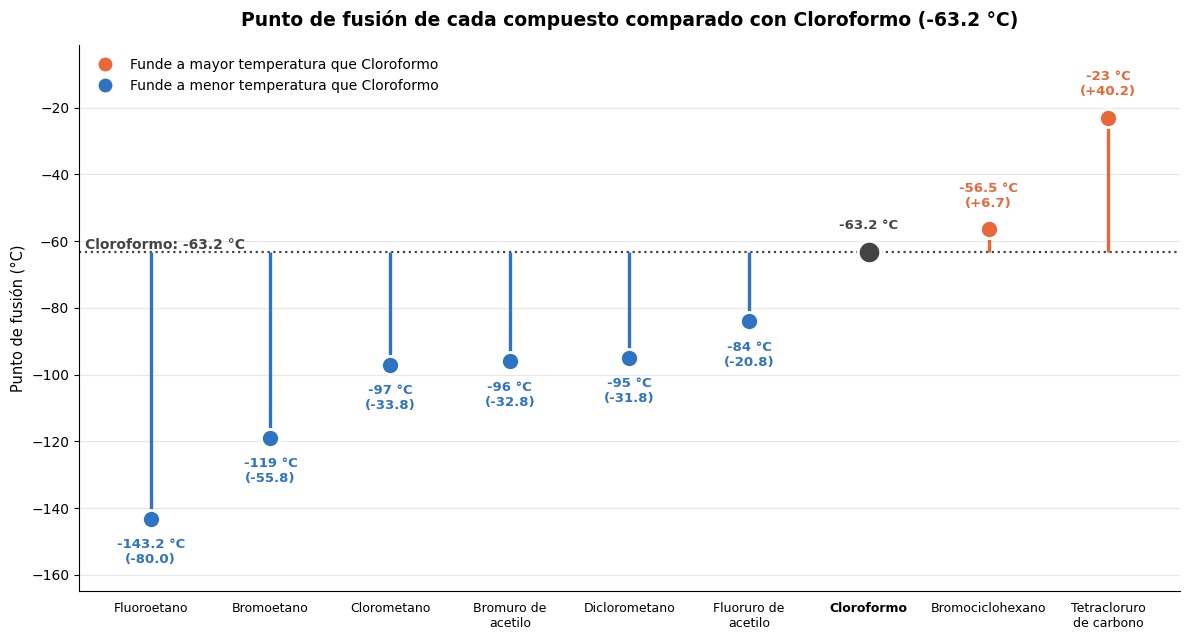 Punto de fusión de cada compuesto comparado con Cloroformo (-63.2 °C)
Funde a mayor temperatura que Cloroformo
Funde a menor temperatura que Cloroformo
Punto de fusión (°C)
−20
−40
−60
−80
−100
−120
−140
−160
Cloroformo: -63.2 °C
-143.2 °C
(-80.0)
-119 °C
(-55.8)
-97 °C
(-33.8)
-96 °C
(-32.8)
-95 °C
(-31.8)
-84 °C
(-20.8)
-63.2 °C
-56.5 °C
(+6.7)
-23 °C
(+40.2)
Fluoroetano
Bromoetano
Clorometano
Bromuro de
acetilo
Diclorometano
Fluoruro de
acetilo
Cloroformo
Bromociclohexano
Tetracloruro
de carbono